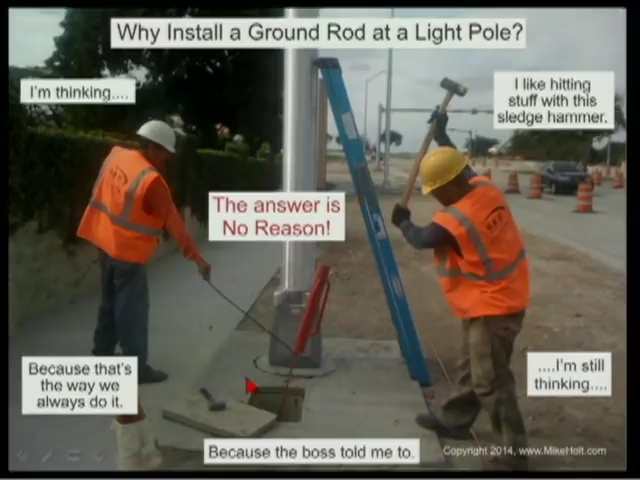 Why Install a Ground Rod at a Light Pole?
I'm thinking....
I like hitting
stuff with this
sledge hammer.
The answer is
No Reason!
Because that's
the way we
always do it.
....I'm still
thinking....
Because the boss told me to.
Copyright 2014, www.MikeHolt.com